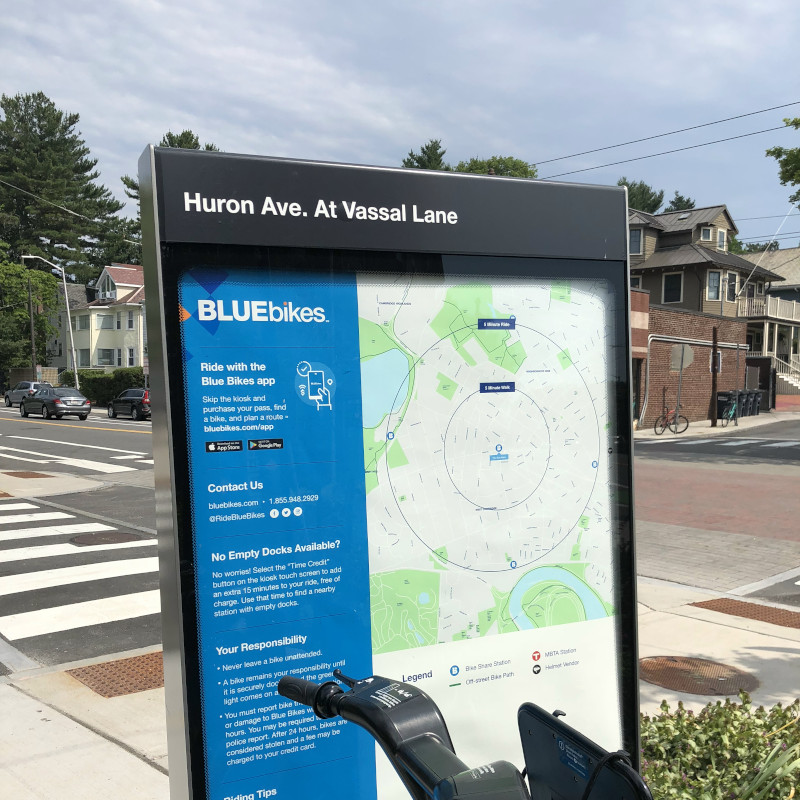 Huron Ave. At Vassal Lane
BLUEbikes™
Ride with the
Blue Bikes app
Skip the kiosk and
purchase your pass, find
a bike, and plan a route –
bluebikes.com/app
App Store
Google Play
Contact Us
bluebikes.com • 1.855.948.2929
@RideBlueBikes
No Empty Docks Available?
No worries! Select the "Time Credit"
button on the kiosk touch screen to add
an extra 15 minutes to your ride, free of
charge. Use that time to find a nearby
station with empty docks.
Your Responsibility
• Never leave a bike unattended.
• A bike remains your responsibility until
it is securely the green
light comes on
• You must report bike
or damage to Blue Bikes
hours. You may be required
police report. After 24 hours, bikes are
considered stolen and a fee may be
charged to your credit card.
Riding Tips
5 Minute Ride
5 Minute Walk
Legend
Bike Share Station
Off-street Bike Path
MBTA Station
Helmet Vendor